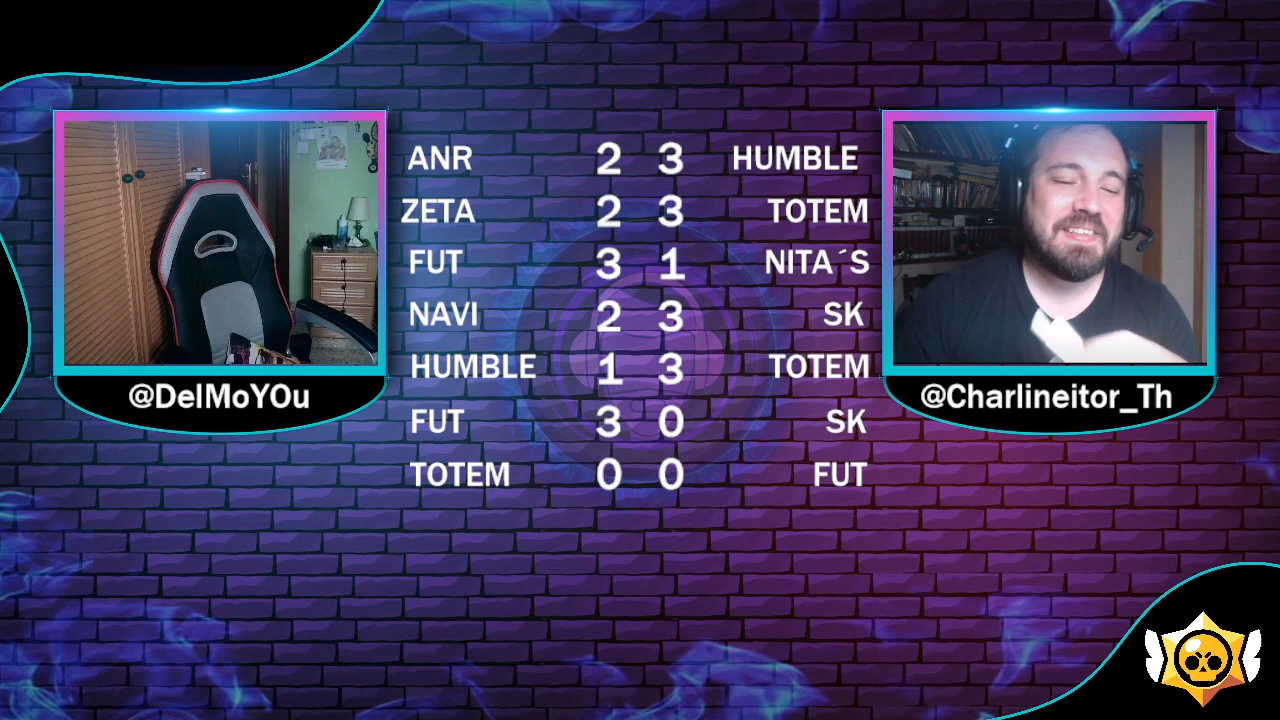 ANR 2 3 HUMBLE
ZETA 2 3 TOTEM
FUT 3 1 NITA´S
NAVI 2 3 SK
HUMBLE 1 3 TOTEM
FUT 3 0 SK
TOTEM 0 0 FUT
@DelMoYOu
@Charlineitor_Th